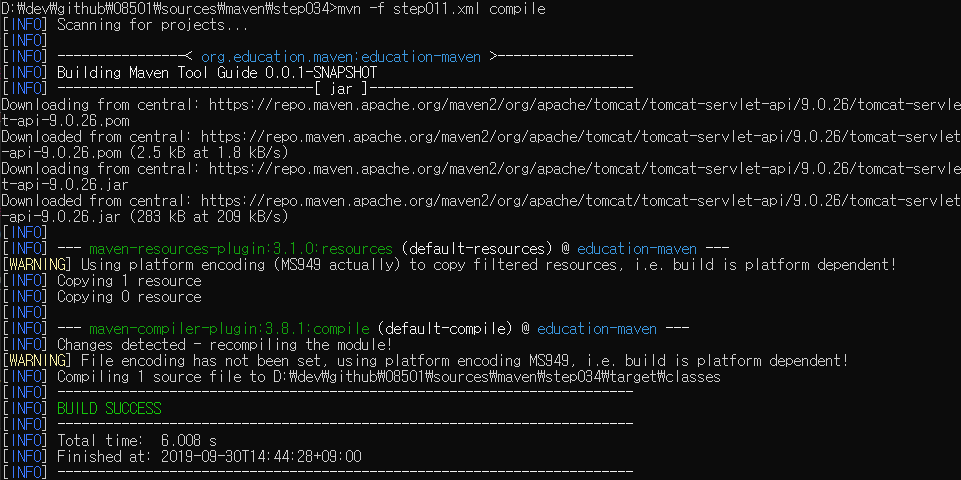 D:₩dev₩github₩08501₩sources₩maven₩step034>mvn -f step011.xml compile
[INFO] Scanning for projects...
[INFO]
[INFO] ----------------< org.education.maven:education-maven >-----------------
[INFO] Building Maven Tool Guide 0.0.1-SNAPSHOT
[INFO] --------------------------------[ jar ]---------------------------------
Downloading from central: https://repo.maven.apache.org/maven2/org/apache/tomcat/tomcat-servlet-api/9.0.26/tomcat-servle
t-api-9.0.26.pom
Downloaded from central: https://repo.maven.apache.org/maven2/org/apache/tomcat/tomcat-servlet-api/9.0.26/tomcat-servlet
-api-9.0.26.pom (2.5 kB at 1.8 kB/s)
Downloading from central: https://repo.maven.apache.org/maven2/org/apache/tomcat/tomcat-servlet-api/9.0.26/tomcat-servle
t-api-9.0.26.jar
Downloaded from central: https://repo.maven.apache.org/maven2/org/apache/tomcat/tomcat-servlet-api/9.0.26/tomcat-servlet
-api-9.0.26.jar (283 kB at 209 kB/s)
[INFO]
[INFO] --- maven-resources-plugin:3.1.0:resources (default-resources) @ education-maven ---
[WARNING] Using platform encoding (MS949 actually) to copy filtered resources, i.e. build is platform dependent!
[INFO] Copying 1 resource
[INFO] Copying 0 resource
[INFO]
[INFO] --- maven-compiler-plugin:3.8.1:compile (default-compile) @ education-maven ---
[INFO] Changes detected - recompiling the module!
[WARNING] File encoding has not been set, using platform encoding MS949, i.e. build is platform dependent!
[INFO] Compiling 1 source file to D:₩dev₩github₩08501₩sources₩maven₩step034₩target₩classes
[INFO] ------------------------------------------------------------------------
[INFO] BUILD SUCCESS
[INFO] ------------------------------------------------------------------------
[INFO] Total time:  6.008 s
[INFO] Finished at: 2019-09-30T14:44:28+09:00
[INFO] ------------------------------------------------------------------------